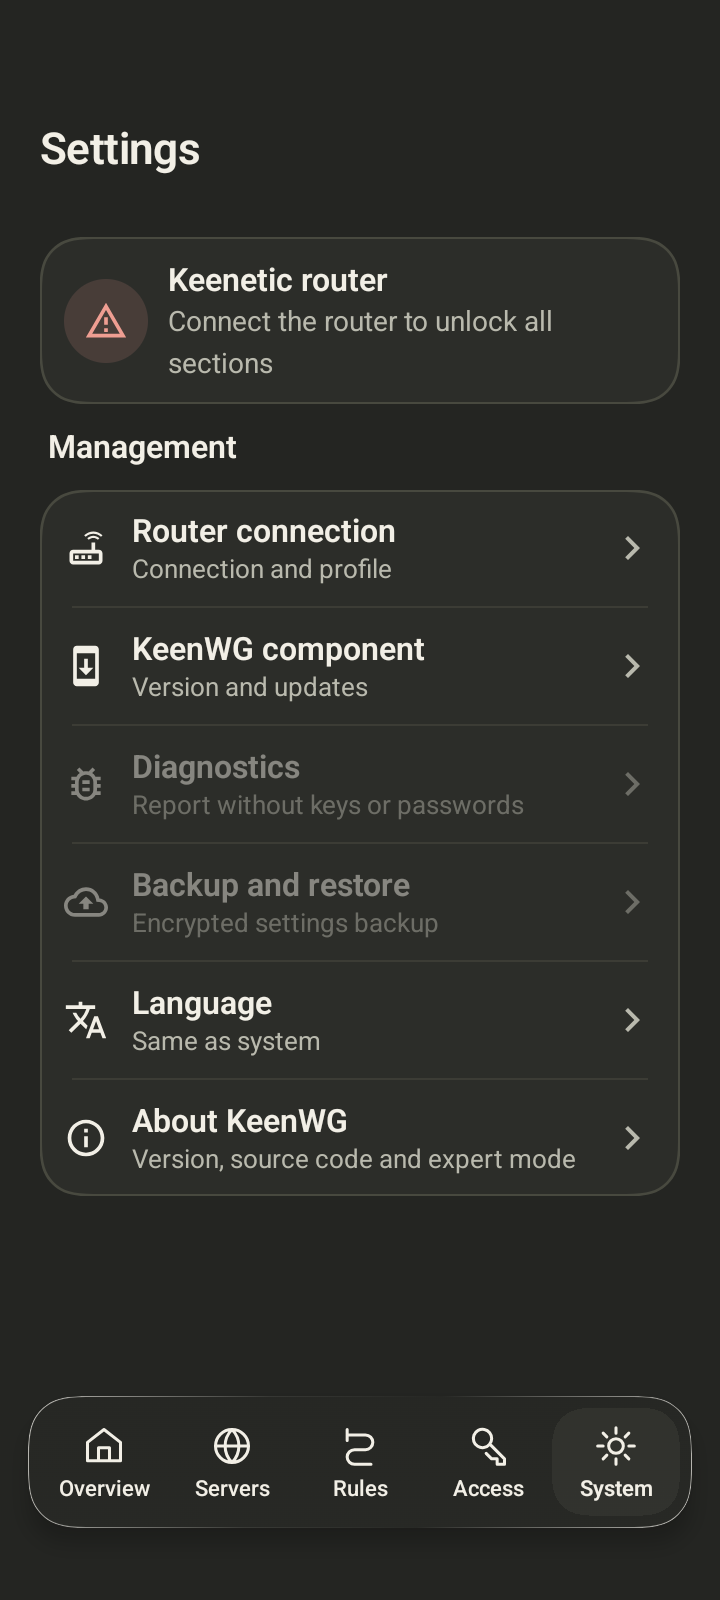 Settings
Keenetic router
Connect the router to unlock all
sections
Management
Router connection
Connection and profile
KeenWG component
Version and updates
Diagnostics
Report without keys or passwords
Backup and restore
Encrypted settings backup
Language
Same as system
About KeenWG
Version, source code and expert mode
Overview
Servers
Rules
Access
System